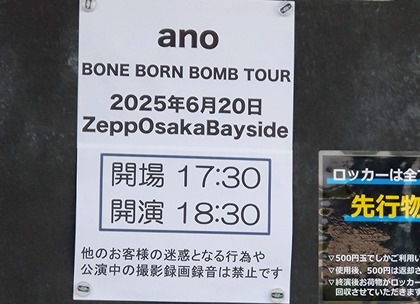 ano
BONE BORN BOMB TOUR
2025年6月20日
ZeppOsakaBayside
開場 17:30
開演 18:30
他のお客様の迷惑となる行為や
公演中の撮影録画録音は禁止です
ロッカーは全
先行物
▽500円玉でしかご利用し
▽使用後、500円は返却さ
▽終演後お荷物がロッカー
回収させていただきます